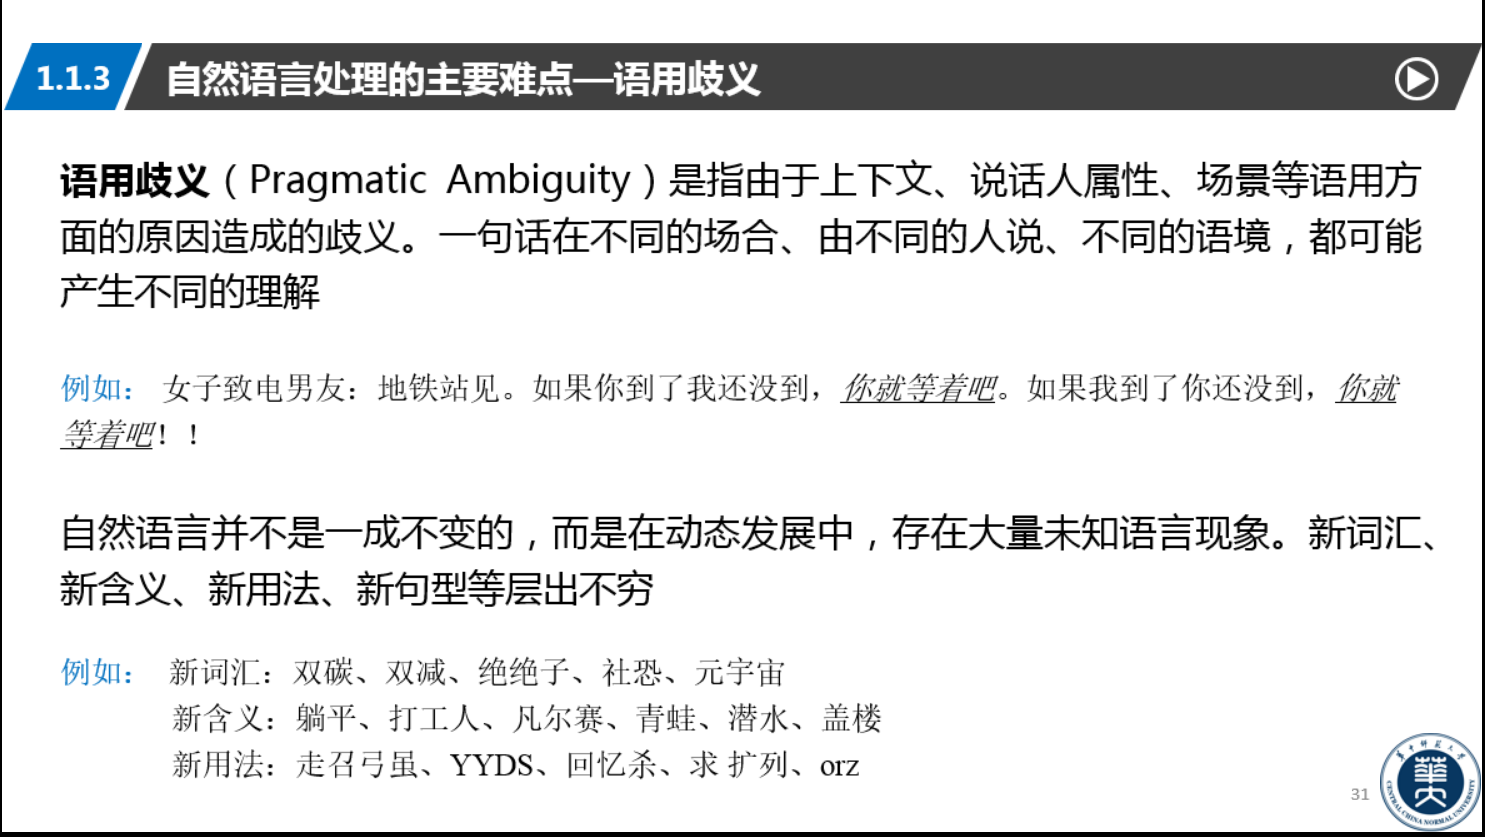 1.1.3 自然语言处理的主要难点—语用歧义
语用歧义（Pragmatic Ambiguity）是指由于上下文、说话人属性、场景等语用方
面的原因造成的歧义。一句话在不同的场合、由不同的人说、不同的语境，都可能
产生不同的理解
例如： 女子致电男友：地铁站见。如果你到了我还没到，你就等着吧。如果我到了你还没到，你就
等着吧！！
自然语言并不是一成不变的，而是在动态发展中，存在大量未知语言现象。新词汇、
新含义、新用法、新句型等层出不穷
例如： 新词汇：双碳、双减、绝绝子、社恐、元宇宙
新含义：躺平、打工人、凡尔赛、青蛙、潜水、盖楼
新用法：走召弓虽、YYDS、回忆杀、求 扩列、orz
31
华中师范大学
CENTRAL CHINA NORMAL UNIVERSITY